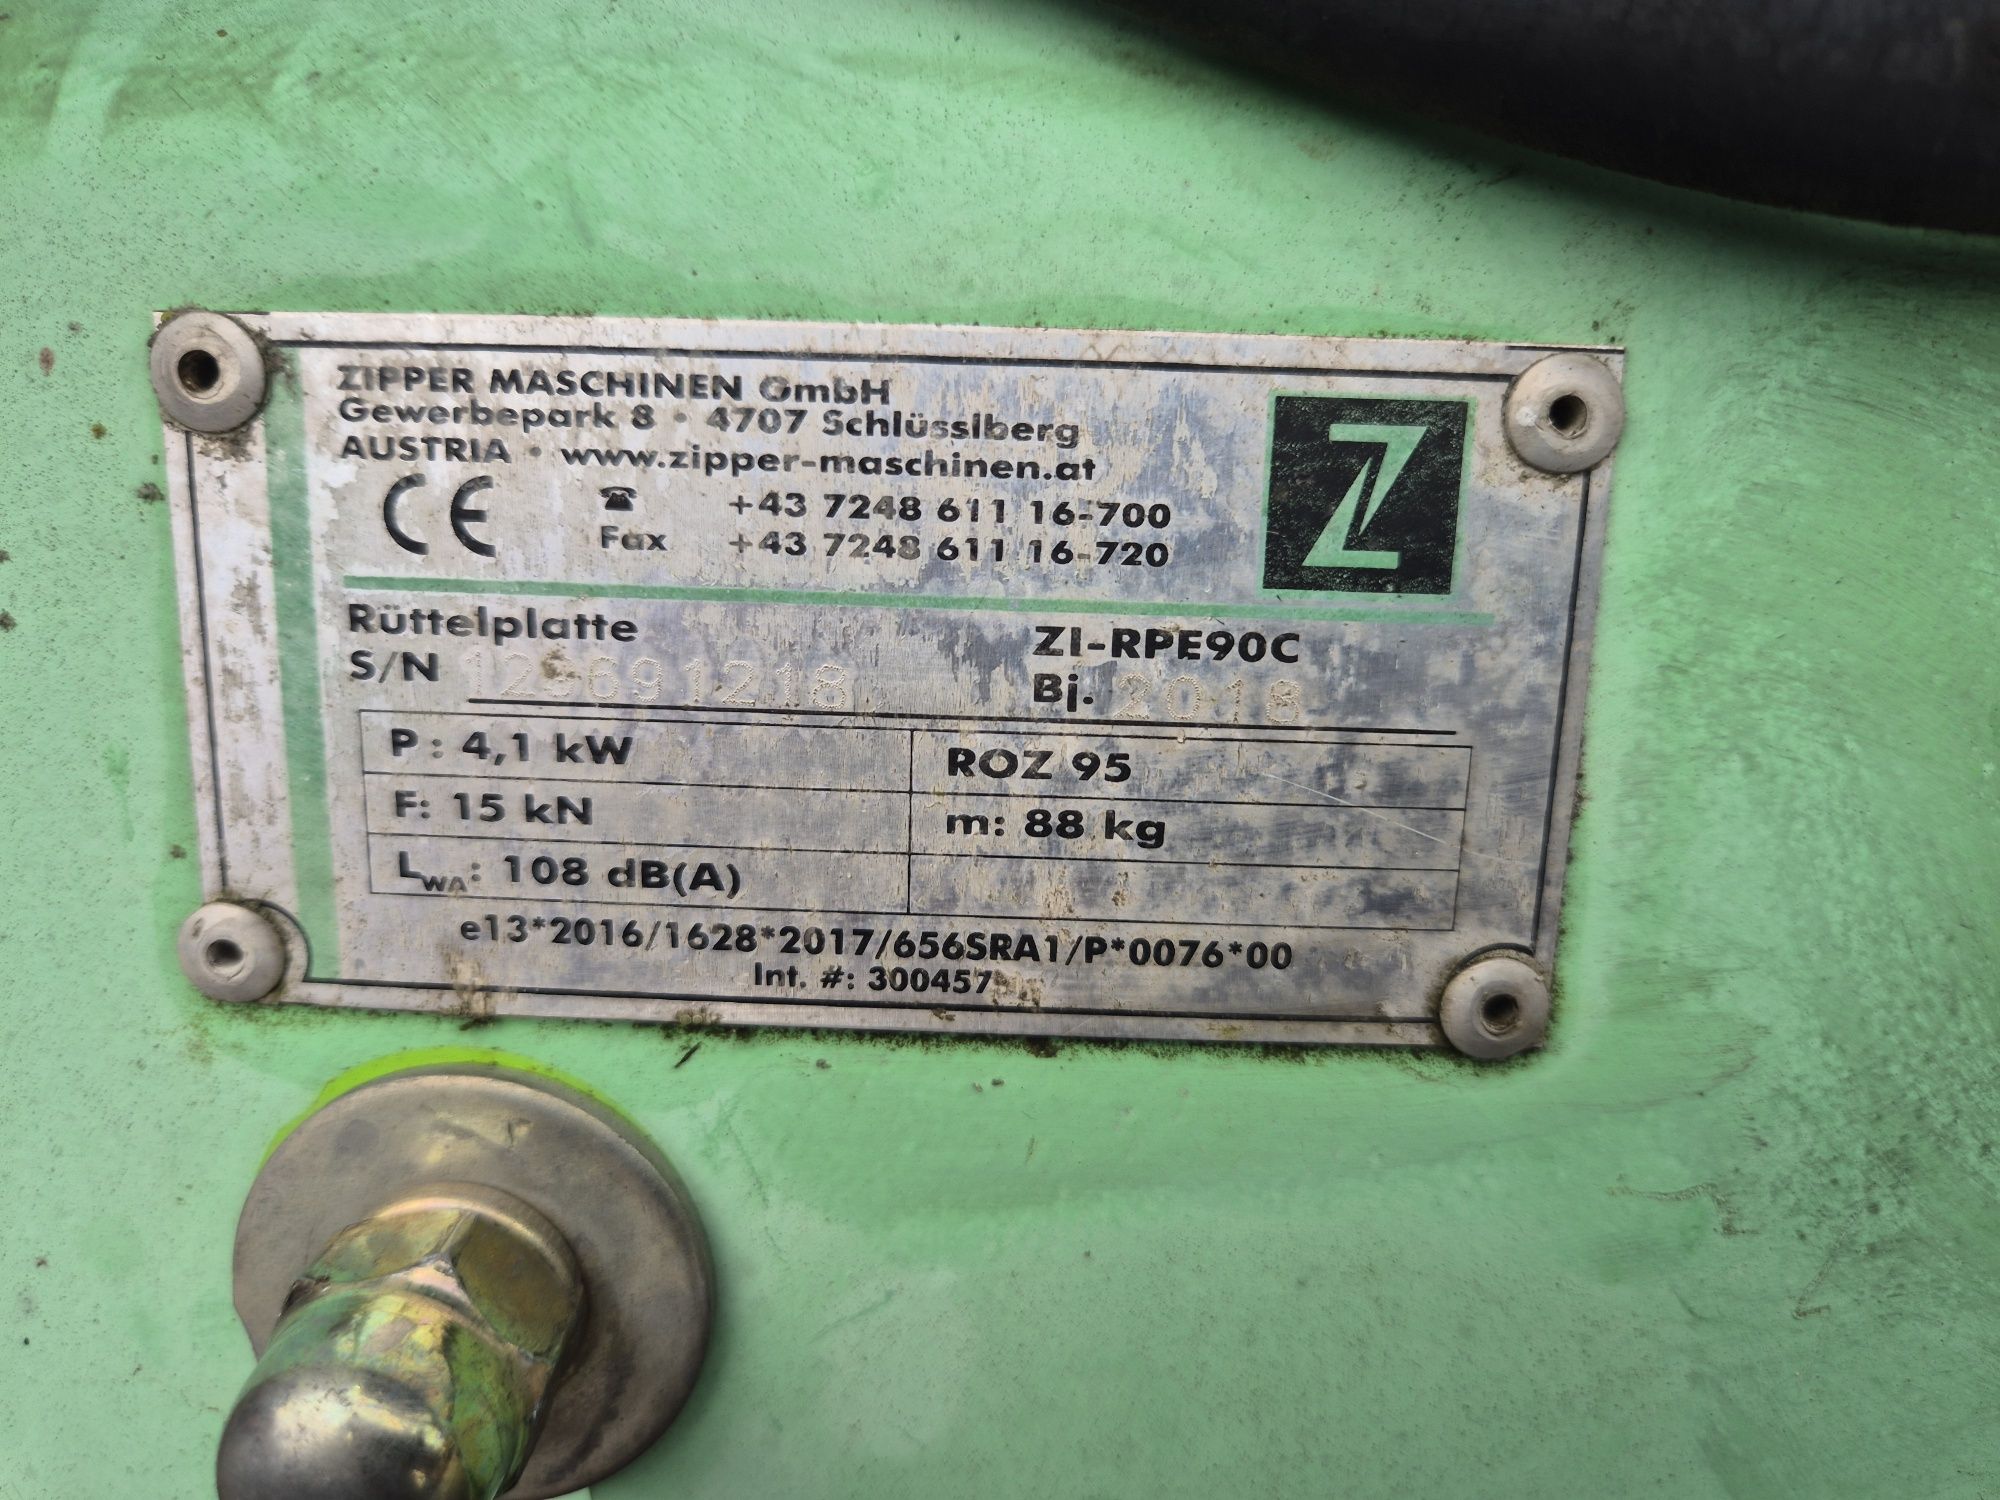 ZIPPER MASCHINEN GmbH
Gewerbepark 8 • 4707 Schlüsslberg
AUSTRIA • www.zipper-maschinen.at
CE
☎ +43 7248 611 16-700
Fax +43 7248 611 16-720
Z
Rüttelplatte ZI-RPE90C
S/N Bj. 2018
P: 4,1 kW ROZ 95
F: 15 kN m: 88 kg
LWA: 108 dB(A)
e13*2016/1628*2017/656SRA1/P*0076*00
Int. #: 300457